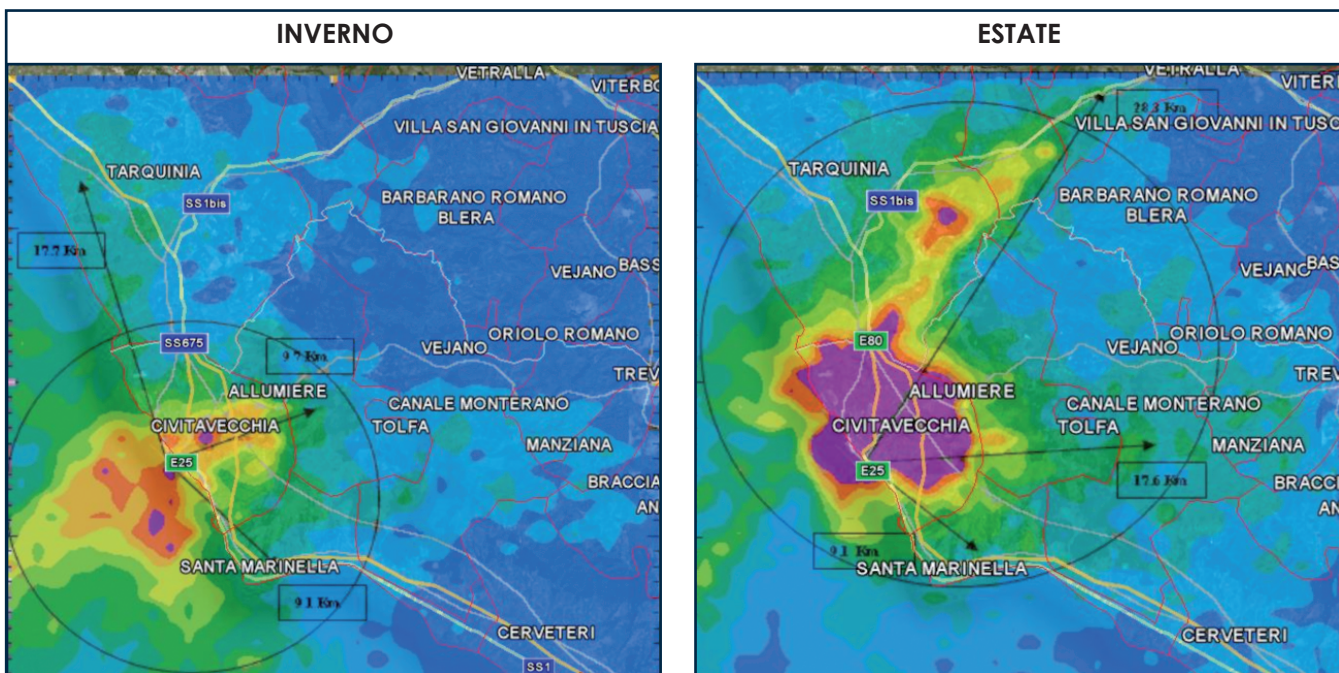 INVERNO
VETRALLA
VITERBO
VILLA SAN GIOVANNI IN TUSCIA
TARQUINIA
BARBARANO ROMANO
SS1bis
BLERA
17.7 Km
VEJANO
BASS
ORIOLO ROMANO
SS675
VEJANO
9.7 Km
TREV
ALLUMIERE
CANALE MONTERANO
CIVITAVECCHIA
TOLFA
MANZIANA
E25
BRACCIA
AN
SANTA MARINELLA
9.1 Km
CERVETERI
SS1
ESTATE
VETRALLA
VITERI
28.3 Km
VILLA SAN GIOVANNI IN TUSC
TARQUINIA
BARBARANO ROMANO
SS1bis
BLERA
VEJANO
BAS
ORIOLO ROMANO
E80
VEJANO
TREV
ALLUMIERE
CANALE MONTERANO
CIVITAVECCHIA
TOLFA
MANZIANA
E25
17.6 Km
BRACCI
AN
9.1 Km
SANTA MARINELLA
CERVETERI